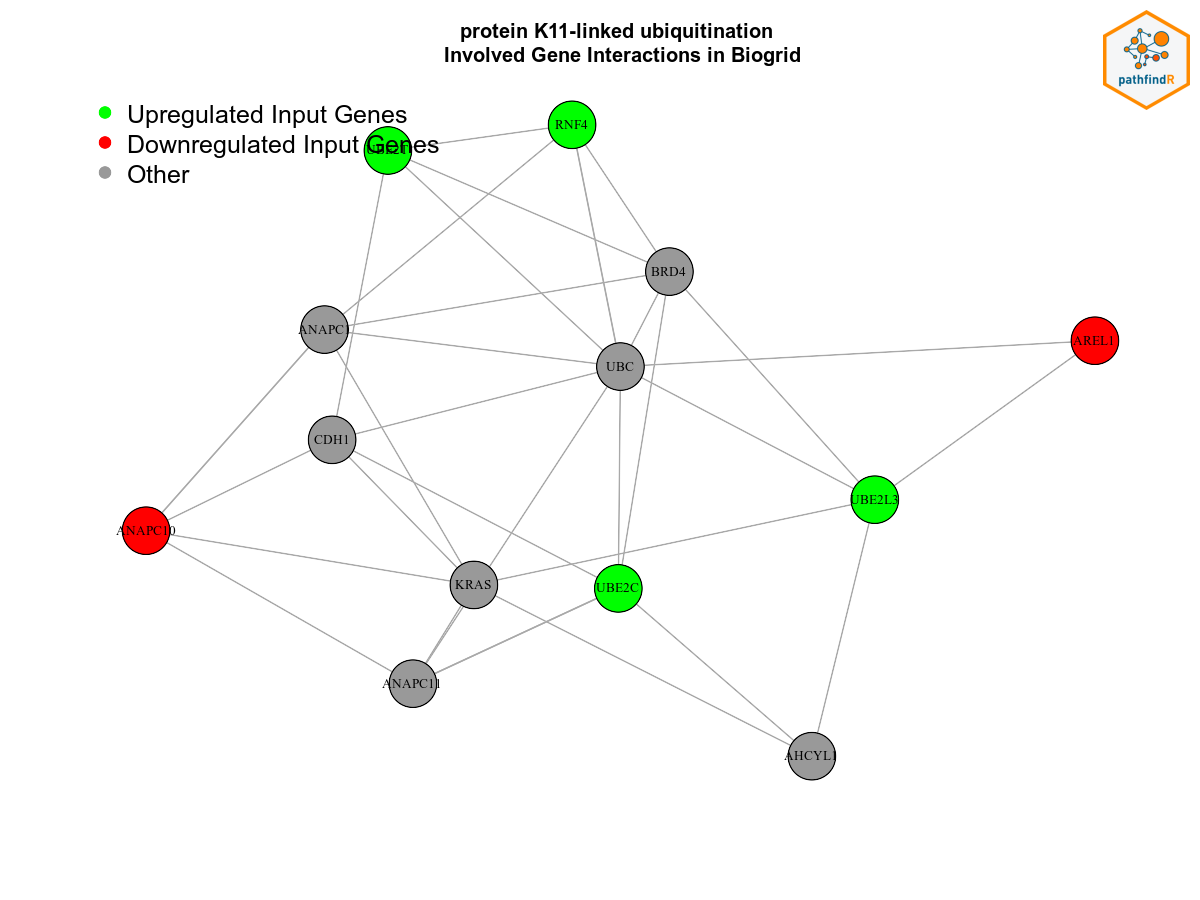 protein K11-linked ubiquitination
Involved Gene Interactions in Biogrid
pathfindR
Upregulated Input Genes
Downregulated Input Genes
Other
RNF4
BRD4
ANAPC1
AREL1
UBC
CDH1
UBE2L3
ANAPC10
KRAS
UBE2C
ANAPC11
AHCYL1